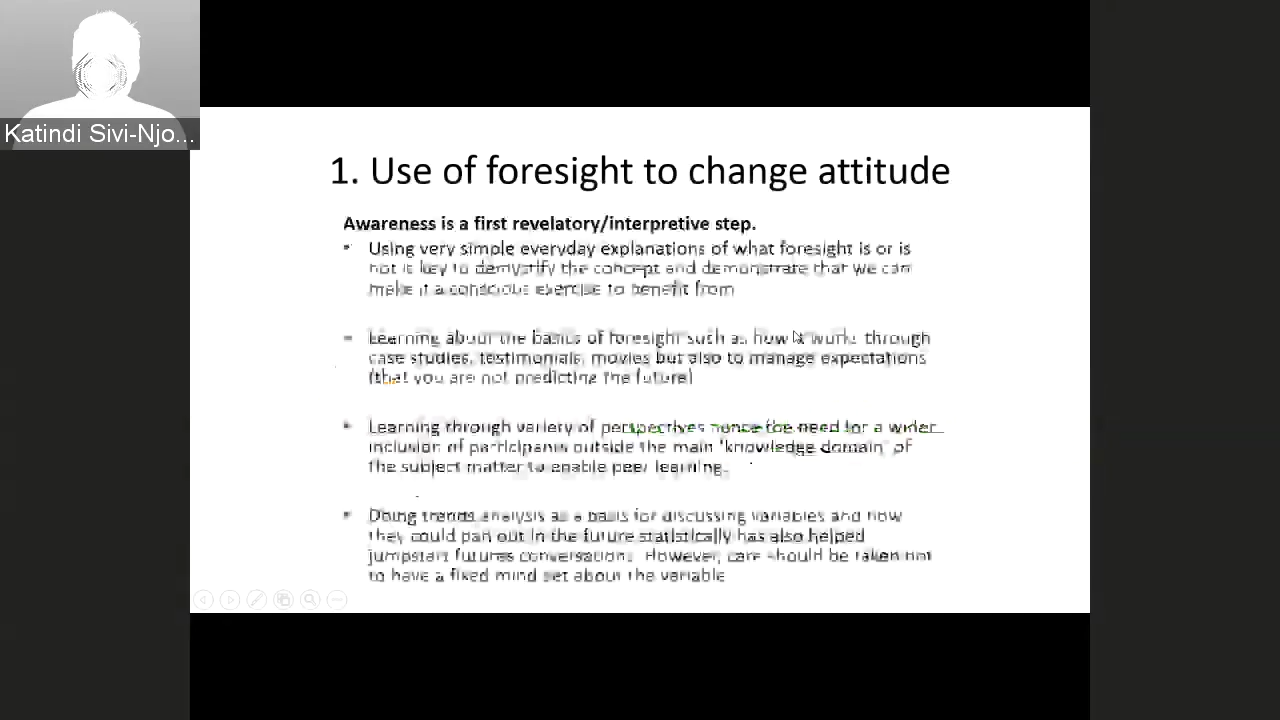 Katindi Sivi-Njo...
1. Use of foresight to change attitude
Awareness is a first revelatory/interpretive step.
• Using very simple everyday explanations of what foresight is or is
not is key to demystify the concept and demonstrate that we can
make it a conscious exercise to benefit from
• Learning about the basics of foresight such as how it works through
case studies, testimonials, movies but also to manage expectations
(that you are not predicting the future)
• Learning through variety of perspectives hence the need for a wider
inclusion of participants outside the main 'knowledge domain' of
the subject matter to enable peer learning.
• Doing trends analysis as a basis for discussing variables and how
they could pan out in the future statistically has also helped
jumpstart futures conversations. However, care should be taken not
to have a fixed mind set about the variable